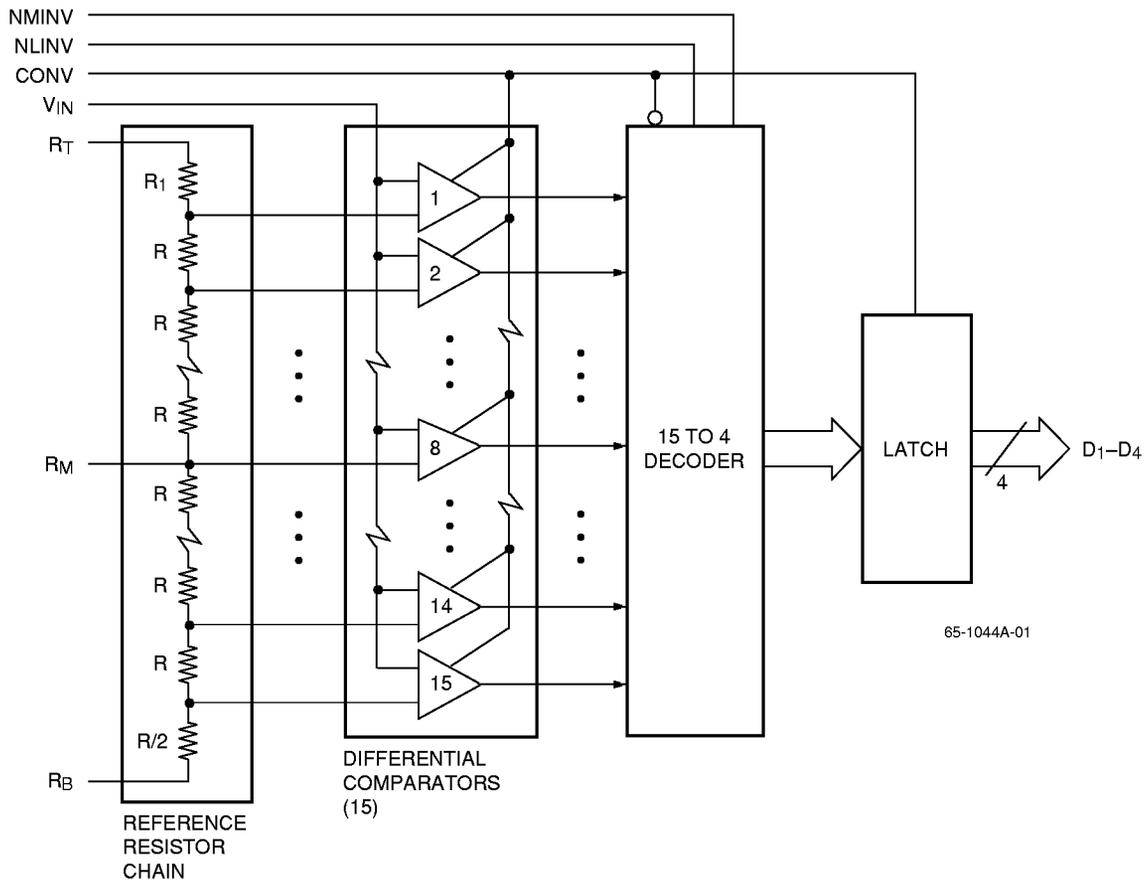 NMINV
NLINV
CONV
VIN
RT
R1
1
R
2
R
R
8
15 TO 4
DECODER
LATCH
D1–D4
RM
4
R
R
14
65-1044A-01
R
15
R/2
RB
DIFFERENTIAL
COMPARATORS
(15)
REFERENCE
RESISTOR
CHAIN